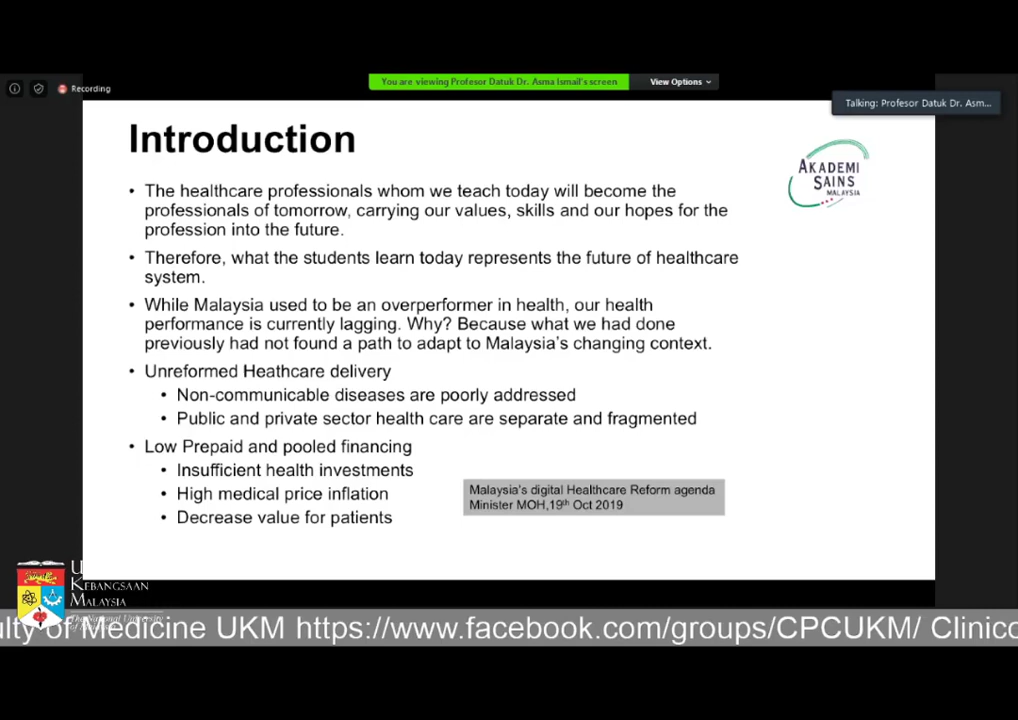 You are viewing Profesor Datuk Dr. Asma Ismail's screen
View Options
Recording
Talking: Profesor Datuk Dr. Asm...
Introduction
AKADEMI
SAINS
MALAYSIA
• The healthcare professionals whom we teach today will become the
professionals of tomorrow, carrying our values, skills and our hopes for the
profession into the future.
• Therefore, what the students learn today represents the future of healthcare
system.
• While Malaysia used to be an overperformer in health, our health
performance is currently lagging. Why? Because what we had done
previously had not found a path to adapt to Malaysia's changing context.
• Unreformed Heathcare delivery
• Non-communicable diseases are poorly addressed
• Public and private sector health care are separate and fragmented
• Low Prepaid and pooled financing
• Insufficient health investments
• High medical price inflation
• Decrease value for patients
Malaysia's digital Healthcare Reform agenda
Minister MOH,19th Oct 2019
U
KEBANGSAAN
MALAYSIA
The National University
ulty of Medicine UKM https://www.facebook.com/groups/CPCUKM/ Clinico